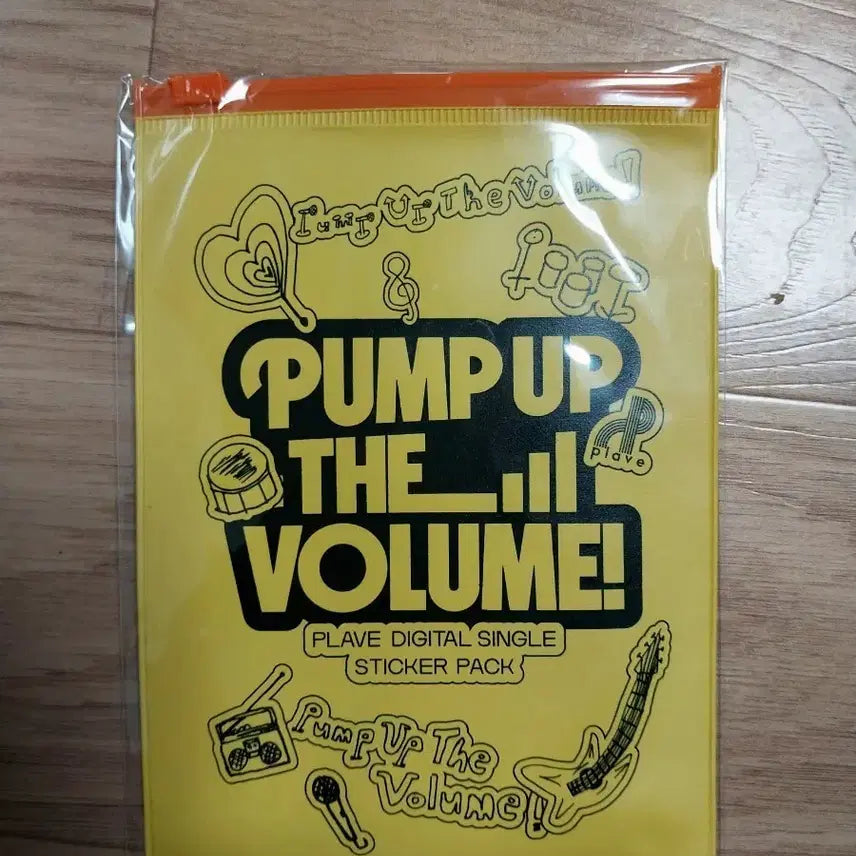 Pump Up The Volume!
PUMP UP
THE
VOLUME!
plave
PLAVE DIGITAL SINGLE
STICKER PACK
Pump Up The
Volume!